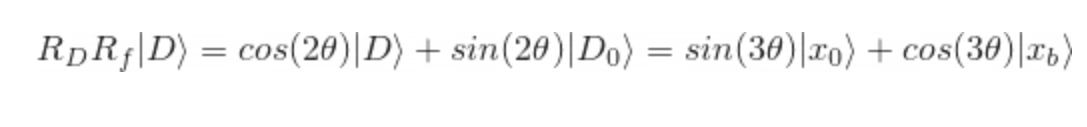 R_D R_f|D⟩ = cos(2θ)|D⟩ + sin(2θ)|D_0⟩ = sin(3θ)|x_0⟩ + cos(3θ)|x_b⟩